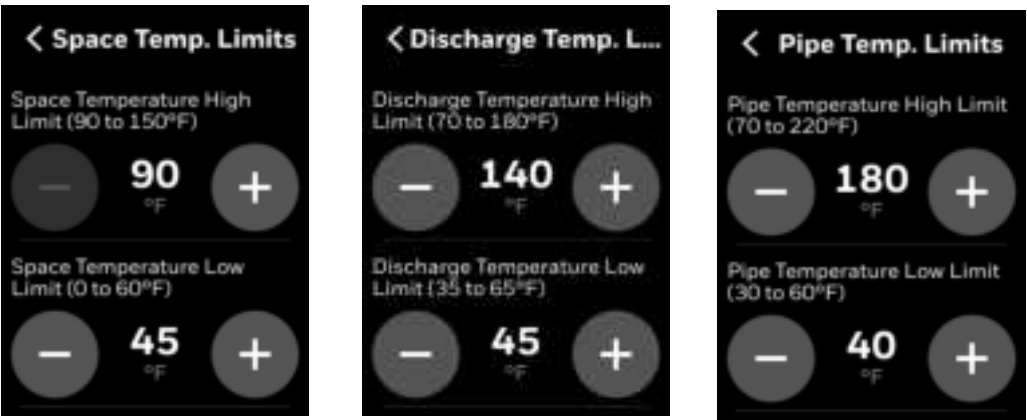 < Space Temp. Limits
Space Temperature High
Limit (90 to 150°F)
− 90 +
°F
Space Temperature Low
Limit (0 to 60°F)
− 45 +
°F
< Discharge Temp. L...
Discharge Temperature High
Limit (70 to 180°F)
− 140 +
°F
Discharge Temperature Low
Limit (35 to 65°F)
− 45 +
°F
< Pipe Temp. Limits
Pipe Temperature High Limit
(70 to 220°F)
− 180 +
°F
Pipe Temperature Low Limit
(30 to 60°F)
− 40 +
°F